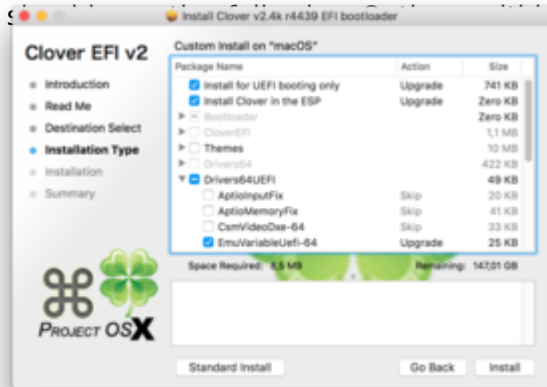 Install Clover v2.4k r4439 EFI bootloader
Clover EFI v2
Introduction
Read Me
Destination Select
Installation Type
Installation
Summary
PROJECT OSX
Custom Install on "macOS"
Package Name Action Size
Install for UEFI booting only Upgrade 741 KB
Install Clover in the ESP Upgrade Zero KB
Bootloader Zero KB
CloverEFI 1,1 MB
Themes 10 MB
Drivers64 422 KB
Drivers64UEFI 49 KB
AptioInputFix Skip 20 KB
AptioMemoryFix Skip 41 KB
CsmVideoDxe-64 Skip 33 KB
EmuVariableUefi-64 Upgrade 25 KB
Space Required: 8,5 MB Remaining: 147,01 GB
Standard Install Go Back Install